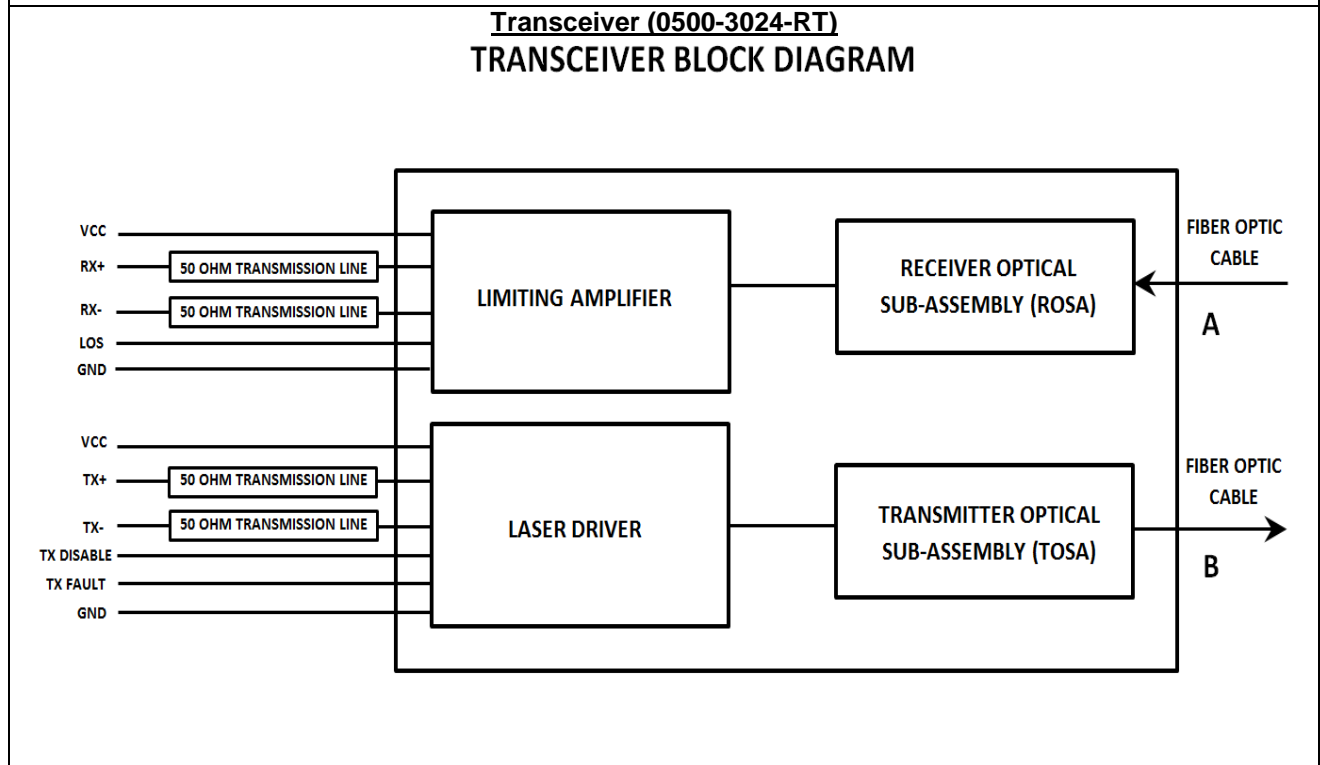 Transceiver (0500-3024-RT)
TRANSCEIVER BLOCK DIAGRAM
VCC
RX+
50 OHM TRANSMISSION LINE
RX-
50 OHM TRANSMISSION LINE
LOS
GND
LIMITING AMPLIFIER
RECEIVER OPTICAL
SUB-ASSEMBLY (ROSA)
FIBER OPTIC
CABLE
A
VCC
TX+
50 OHM TRANSMISSION LINE
TX-
50 OHM TRANSMISSION LINE
TX DISABLE
TX FAULT
GND
LASER DRIVER
TRANSMITTER OPTICAL
SUB-ASSEMBLY (TOSA)
FIBER OPTIC
CABLE
B